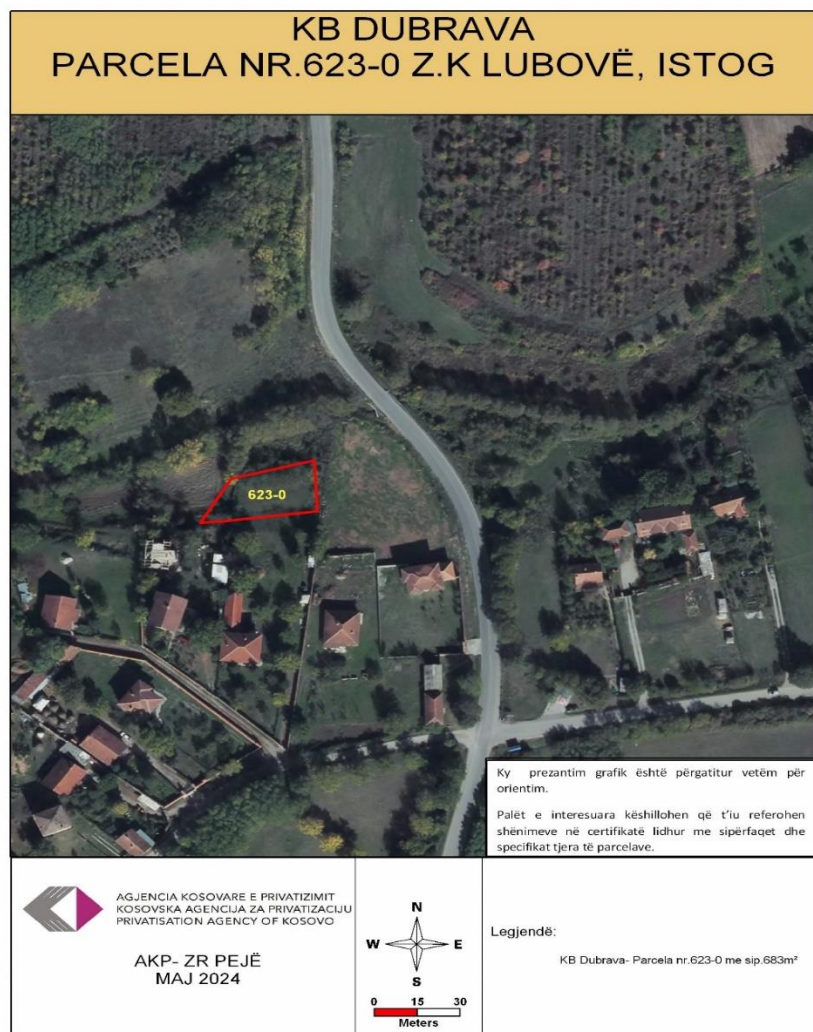 KB DUBRAVA
PARCELA NR.623-0 Z.K LUBOVË, ISTOG
623-0
Ky prezantim grafik është përgatitur vetëm për
orientim.
Palët e interesuara këshillohen që t'iu referohen
shënimeve në certifikatë lidhur me sipërfaqet dhe
specifikat tjera të parcelave.
AGJENCIA KOSOVARE E PRIVATIZIMIT
KOSOVSKA AGENCIJA ZA PRIVATIZACIJU
PRIVATISATION AGENCY OF KOSOVO
AKP- ZR PEJË
MAJ 2024
N
W E
S
0 15 30
Meters
Legjendë:
KB Dubrava- Parcela nr.623-0 me sip.683m²